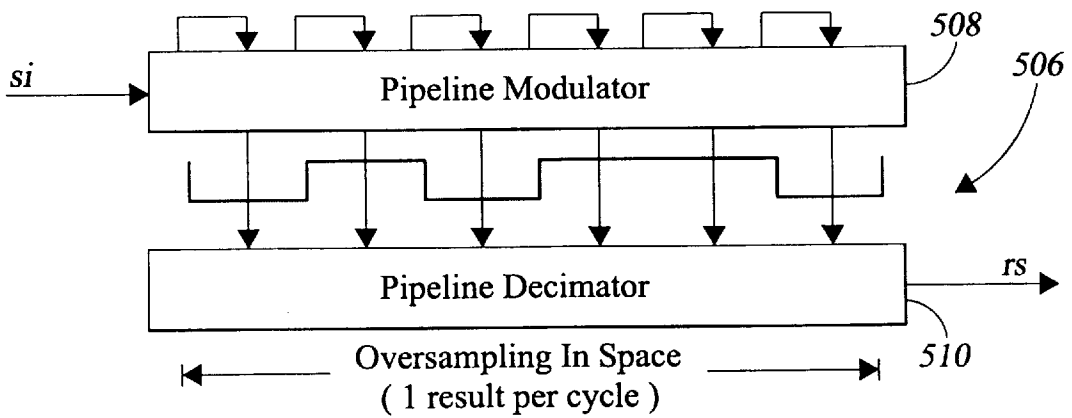 508
506
si
Pipeline Modulator
Pipeline Decimator
rs
510
Oversampling In Space
( 1 result per cycle )